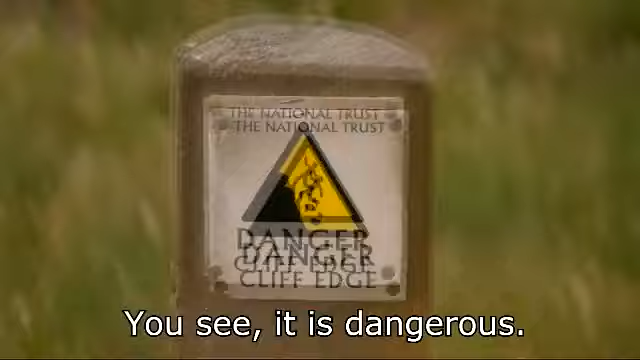 THE NATIONAL TRUST
THE NATIONAL TRUST
DANGER
DANGER
CLIFF EDGE
CLIFF EDGE
You see, it is dangerous.